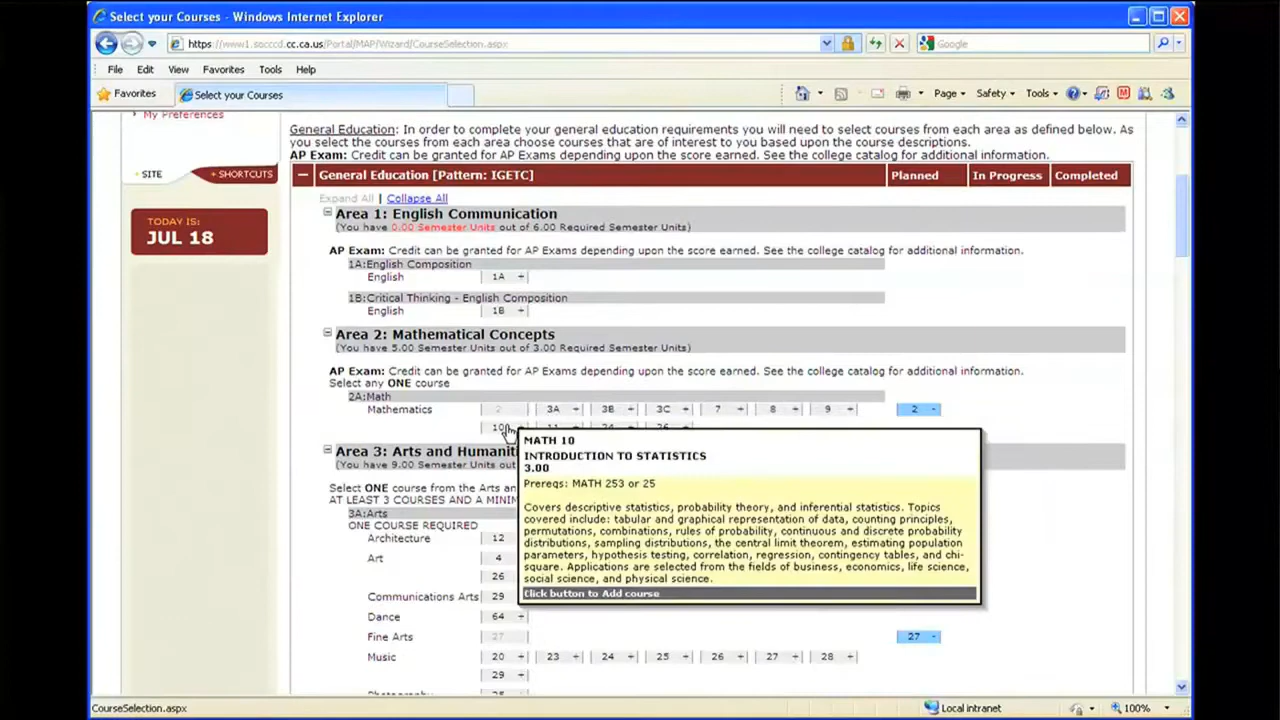 Select your Courses - Windows Internet Explorer
https://www1.socccd.cc.ca.us/Portal/MAP/Wizard/CourseSelection.aspx
Google
File Edit View Favorites Tools Help
Favorites
Select your Courses
Page Safety Tools
My Preferences
SITE
+ SHORTCUTS
TODAY IS:
JUL 18
General Education: In order to complete your general education requirements you will need to select courses from each area as defined below. As
you select the courses from each area choose courses that are of interest to you based upon the course descriptions.
AP Exam: Credit can be granted for AP Exams depending upon the score earned. See the college catalog for additional information.
General Education [Pattern: IGETC] Planned In Progress Completed
Expand All | Collapse All
Area 1: English Communication
(You have 0.00 Semester Units out of 6.00 Required Semester Units)
AP Exam: Credit can be granted for AP Exams depending upon the score earned. See the college catalog for additional information.
1A:English Composition
English 1A +
1B:Critical Thinking - English Composition
English 1B +
Area 2: Mathematical Concepts
(You have 5.00 Semester Units out of 3.00 Required Semester Units)
AP Exam: Credit can be granted for AP Exams depending upon the score earned. See the college catalog for additional information.
Select any ONE course
2A:Math
Mathematics 2 3A + 3B + 3C + 7 + 8 + 9 + 2 -
10
MATH 10
INTRODUCTION TO STATISTICS
3.00
Prereqs: MATH 253 or 25
Covers descriptive statistics, probability theory, and inferential statistics. Topics
covered include: tabular and graphical representation of data, counting principles,
permutations, combinations, rules of probability, continuous and discrete probability
distributions, sampling distributions, the central limit theorem, estimating population
parameters, hypothesis testing, correlation, regression, contingency tables, and chi-
square. Applications are selected from the fields of business, economics, life science,
social science, and physical science.
Click button to Add course
Area 3: Arts and Humani
(You have 9.00 Semester Units out
Select ONE course from the Arts an
AT LEAST 3 COURSES AND A MINIM
3A:Arts
ONE COURSE REQUIRED
Architecture 12
Art 4
26
Communications Arts 29
Dance 64
Fine Arts 27 27 -
Music 20 + 23 + 24 + 25 + 26 + 27 + 28 +
29 +
CourseSelection.aspx
Local intranet
100%